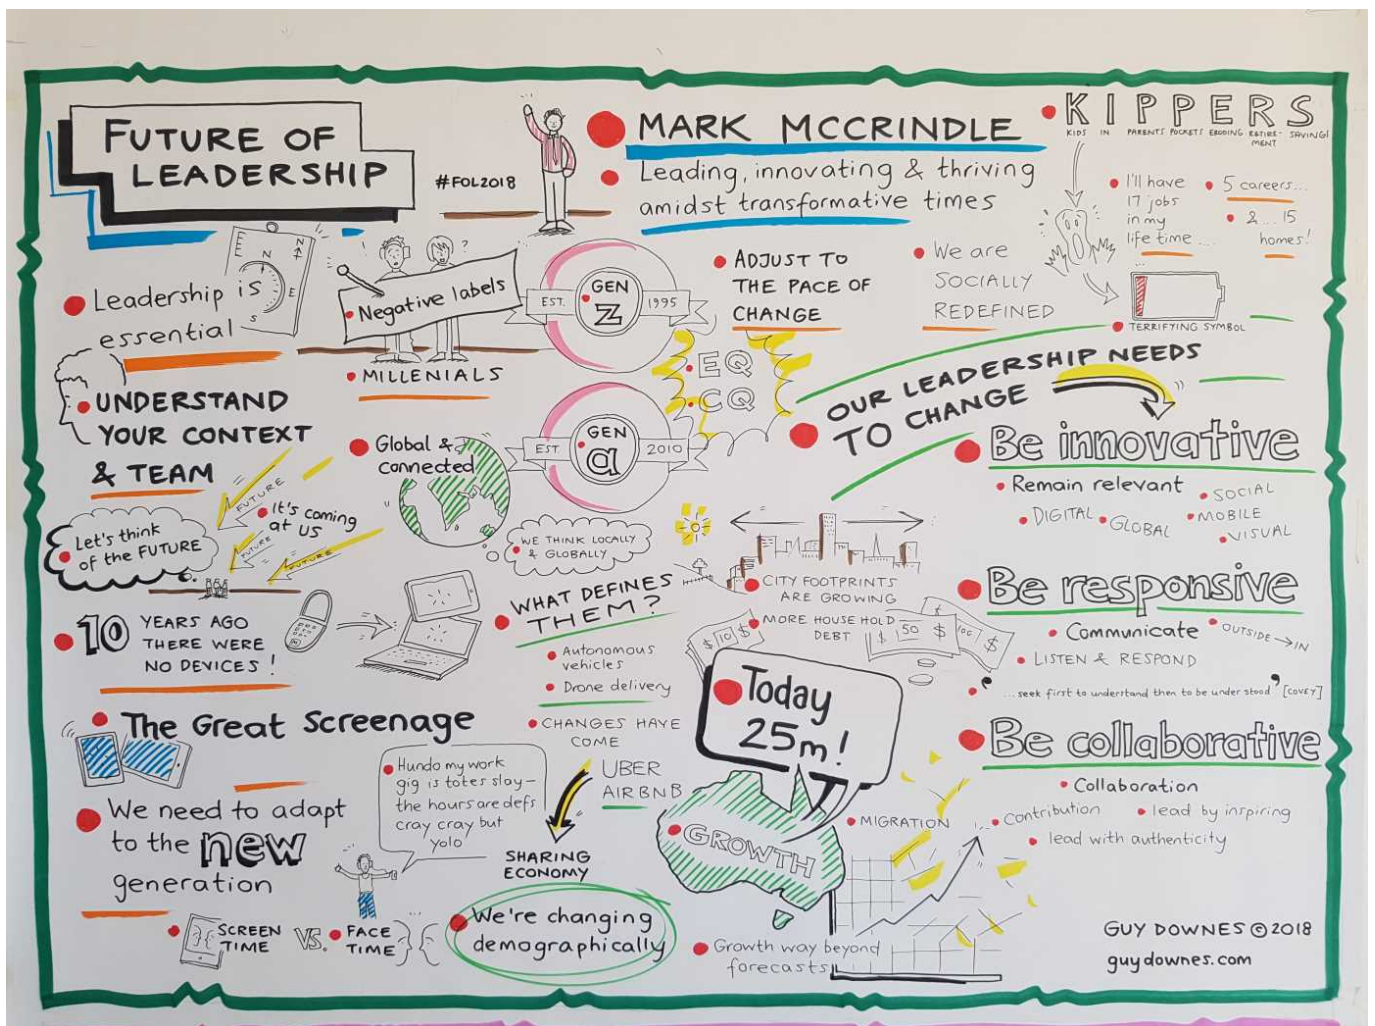 FUTURE OF
LEADERSHIP
#FOL2018
MARK MCCRINDLE
Leading, innovating & thriving
amidst transformative times
KIPPERS
KIDS IN PARENTS POCKETS ERODING RETIRE-
MENT
SAVING!
I'll have
17 jobs
in my
life time ...
5 careers...
& ... 15
homes!
TERRIFYING SYMBOL
N
E
S
Leadership is
essential
Negative labels
?
MILLENIALS
EST.
GEN
Z
1995
ADJUST TO
THE PACE OF
CHANGE
We are
SOCIALLY
REDEFINED
EQ
CQ
EST.
GEN
a
2010
OUR LEADERSHIP NEEDS
TO CHANGE
UNDERSTAND
YOUR CONTEXT
& TEAM
Global &
connected
FUTURE
It's coming
at US
FUTURE
FUTURE
Let's think
of the FUTURE
WE THINK LOCALLY
& GLOBALLY
10 YEARS AGO
THERE WERE
NO DEVICES!
WHAT DEFINES
THEM?
Autonomous
vehicles
Drone delivery
CHANGES HAVE
COME
UBER
AIRBNB
SHARING
ECONOMY
CITY FOOTPRINTS
ARE GROWING
MORE HOUSE HOLD
DEBT
$ 10 $
$ 50 $
$
100 $
Today
25m!
GROWTH
MIGRATION
Growth way beyond
forecasts
The Great Screenage
We need to adapt
to the new
generation
Hundo my work
gig is totes slay-
the hours are defs
cray cray but
yolo
SCREEN
TIME
VS.
FACE
TIME
We're changing
demographically
Be innovative
Remain relevant
SOCIAL
DIGITAL
GLOBAL
MOBILE
VISUAL
Be responsive
Communicate
OUTSIDE → IN
LISTEN & RESPOND
'...seek first to understand then to be under stood' [COVEY]
Be collaborative
Collaboration
... Contribution
lead by inspiring
lead with authenticity
GUY DOWNES © 2018
guydownes.com